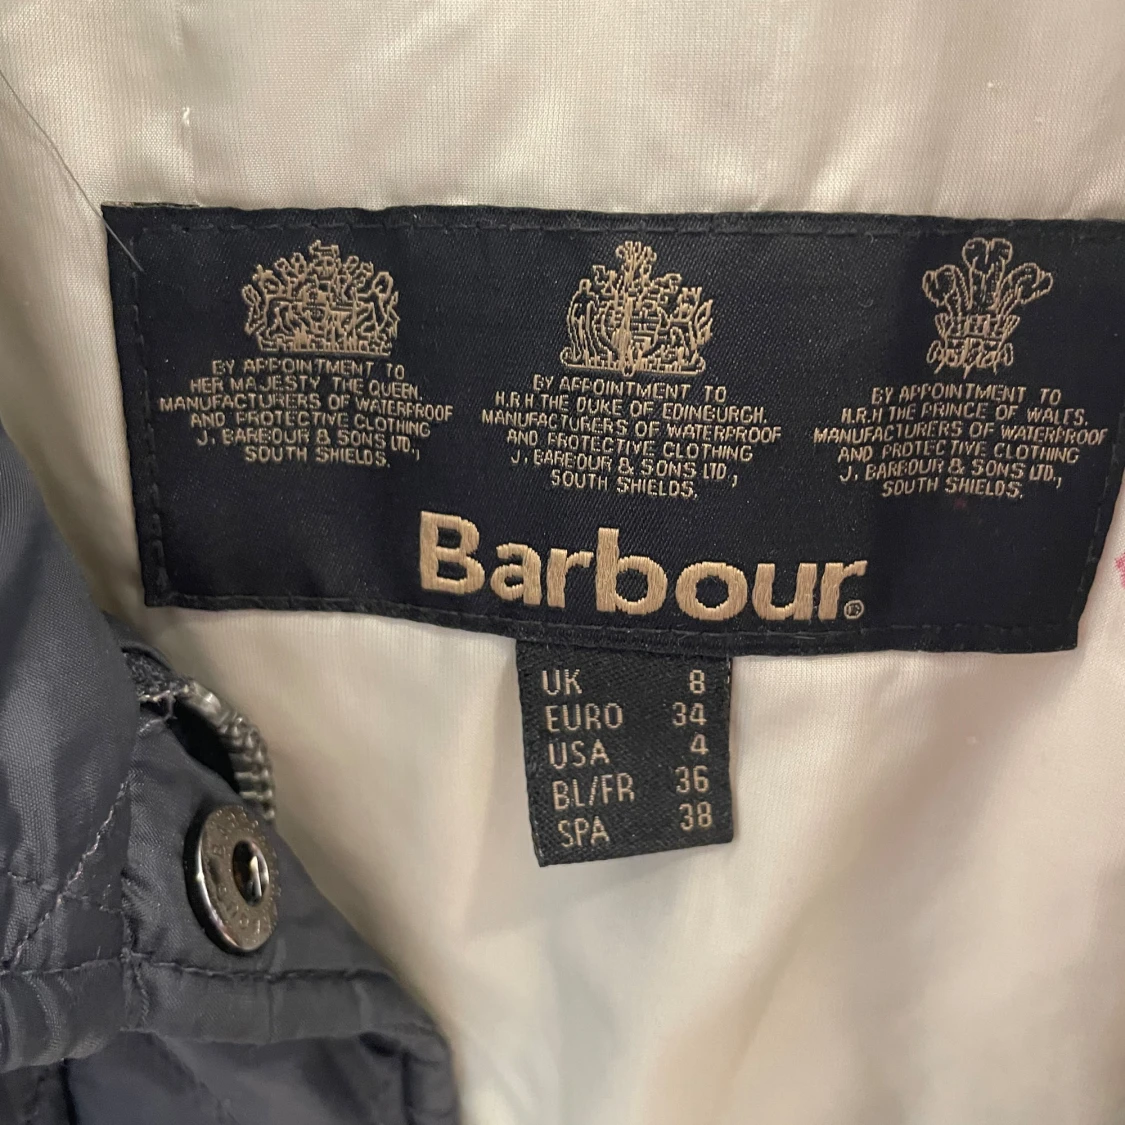 BY APPOINTMENT TO
HER MAJESTY THE QUEEN
MANUFACTURERS OF WATERPROOF
AND PROTECTIVE CLOTHING
J. BARBOUR & SONS LTD.,
SOUTH SHIELDS.
BY APPOINTMENT TO
H.R.H THE DUKE OF EDINBURGH
MANUFACTURERS OF WATERPROOF
AND PROTECTIVE CLOTHING
J. BARBOUR & SONS LTD.,
SOUTH SHIELDS.
BY APPOINTMENT TO
H.R.H THE PRINCE OF WALES.
MANUFACTURERS OF WATERPROOF
AND PROTECTIVE CLOTHING
J. BARBOUR & SONS LTD.,
SOUTH SHIELDS.
Barbour®
UK 8
EURO 34
USA 4
BL/FR 36
SPA 38